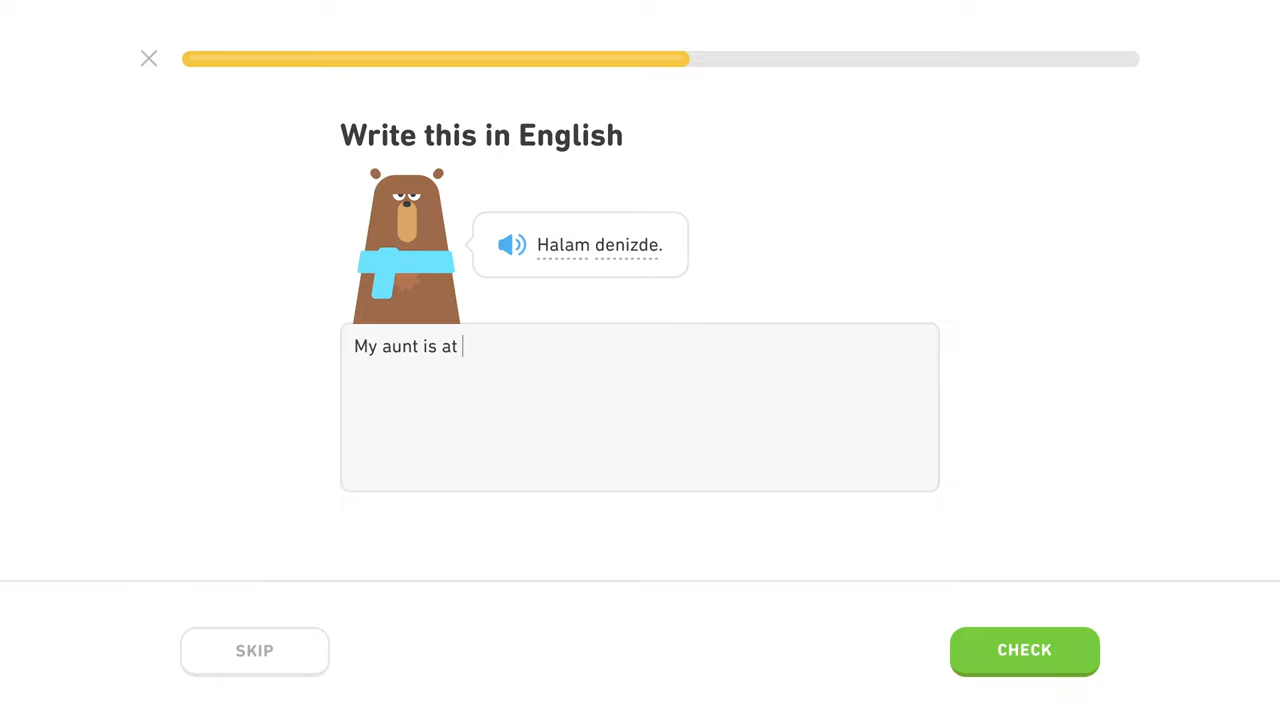 Write this in English
Halam denizde.
My aunt is at
SKIP
CHECK